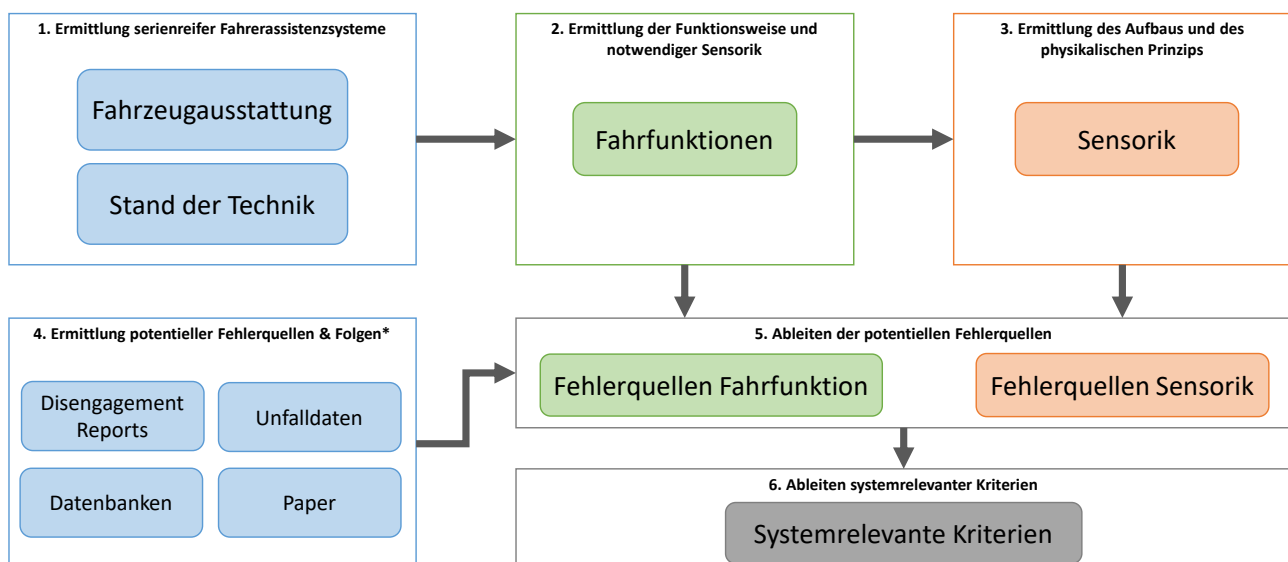 1. Ermittlung serienreifer Fahrerassistenzsysteme
Fahrzeugausstattung
Stand der Technik
2. Ermittlung der Funktionsweise und
notwendiger Sensorik
Fahrfunktionen
3. Ermittlung des Aufbaus und des
physikalischen Prinzips
Sensorik
4. Ermittlung potentieller Fehlerquellen & Folgen*
Disengagement
Reports
Unfalldaten
Datenbanken
Paper
5. Ableiten der potentiellen Fehlerquellen
Fehlerquellen Fahrfunktion
Fehlerquellen Sensorik
6. Ableiten systemrelevanter Kriterien
Systemrelevante Kriterien